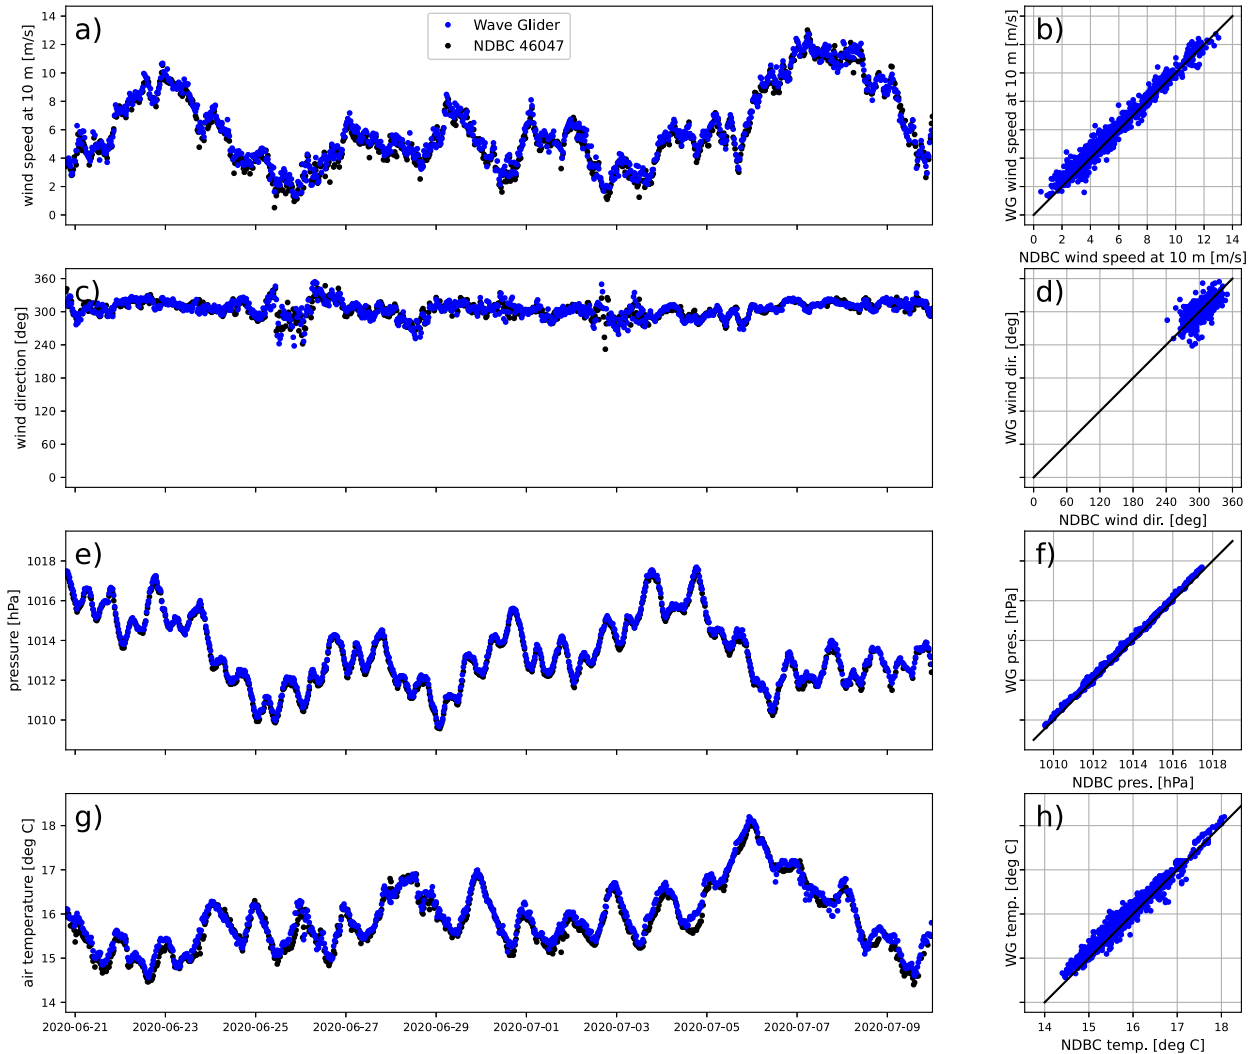 a)
Wave Glider
NDBC 46047
14
12
10
8
6
4
2
0
wind speed at 10 m [m/s]
b)
WG wind speed at 10 m [m/s]
0 2 4 6 8 10 12 14
NDBC wind speed at 10 m [m/s]
c)
360
300
240
180
120
60
0
wind direction [deg]
d)
WG wind dir. [deg]
0 60 120 180 240 300 360
NDBC wind dir. [deg]
e)
1018
1016
1014
1012
1010
pressure [hPa]
f)
WG pres. [hPa]
1010 1012 1014 1016 1018
NDBC pres. [hPa]
g)
18
17
16
15
14
air temperature [deg C]
2020-06-21 2020-06-23 2020-06-25 2020-06-27 2020-06-29 2020-07-01 2020-07-03 2020-07-05 2020-07-07 2020-07-09
h)
WG temp. [deg C]
14 15 16 17 18
NDBC temp. [deg C]